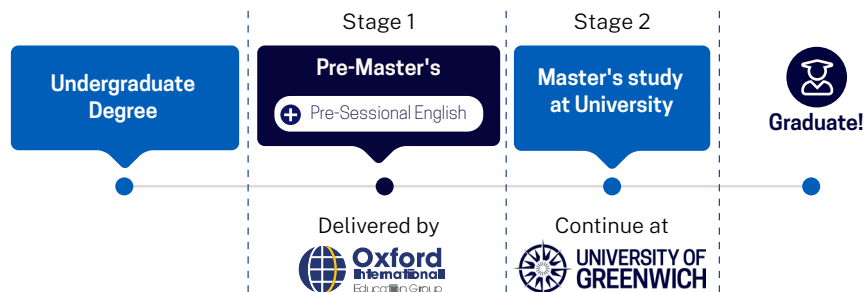 Stage 1
Stage 2
Undergraduate
Degree
Pre-Master's
Pre-Sessional English
Master's study
at University
Graduate!
Delivered by
Oxford
International
Education Group
Continue at
UNIVERSITY OF
GREENWICH